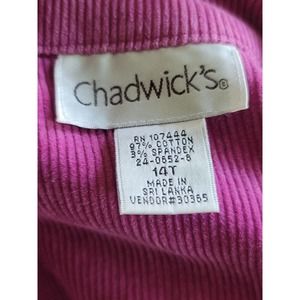 Chadwick's®
RN 107444
97% COTTON
3% SPANDEX
24-0652-8
14T
MADE IN
SRI LANKA
VENDOR#30365